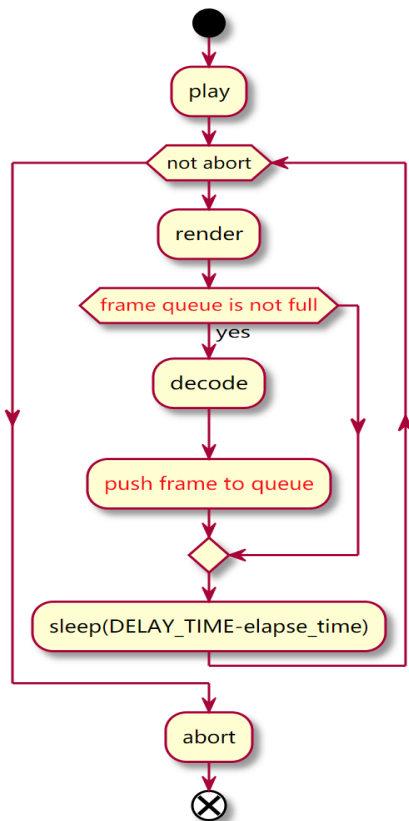 play
not abort
render
frame queue is not full
yes
decode
push frame to queue
sleep(DELAY_TIME-elapse_time)
abort